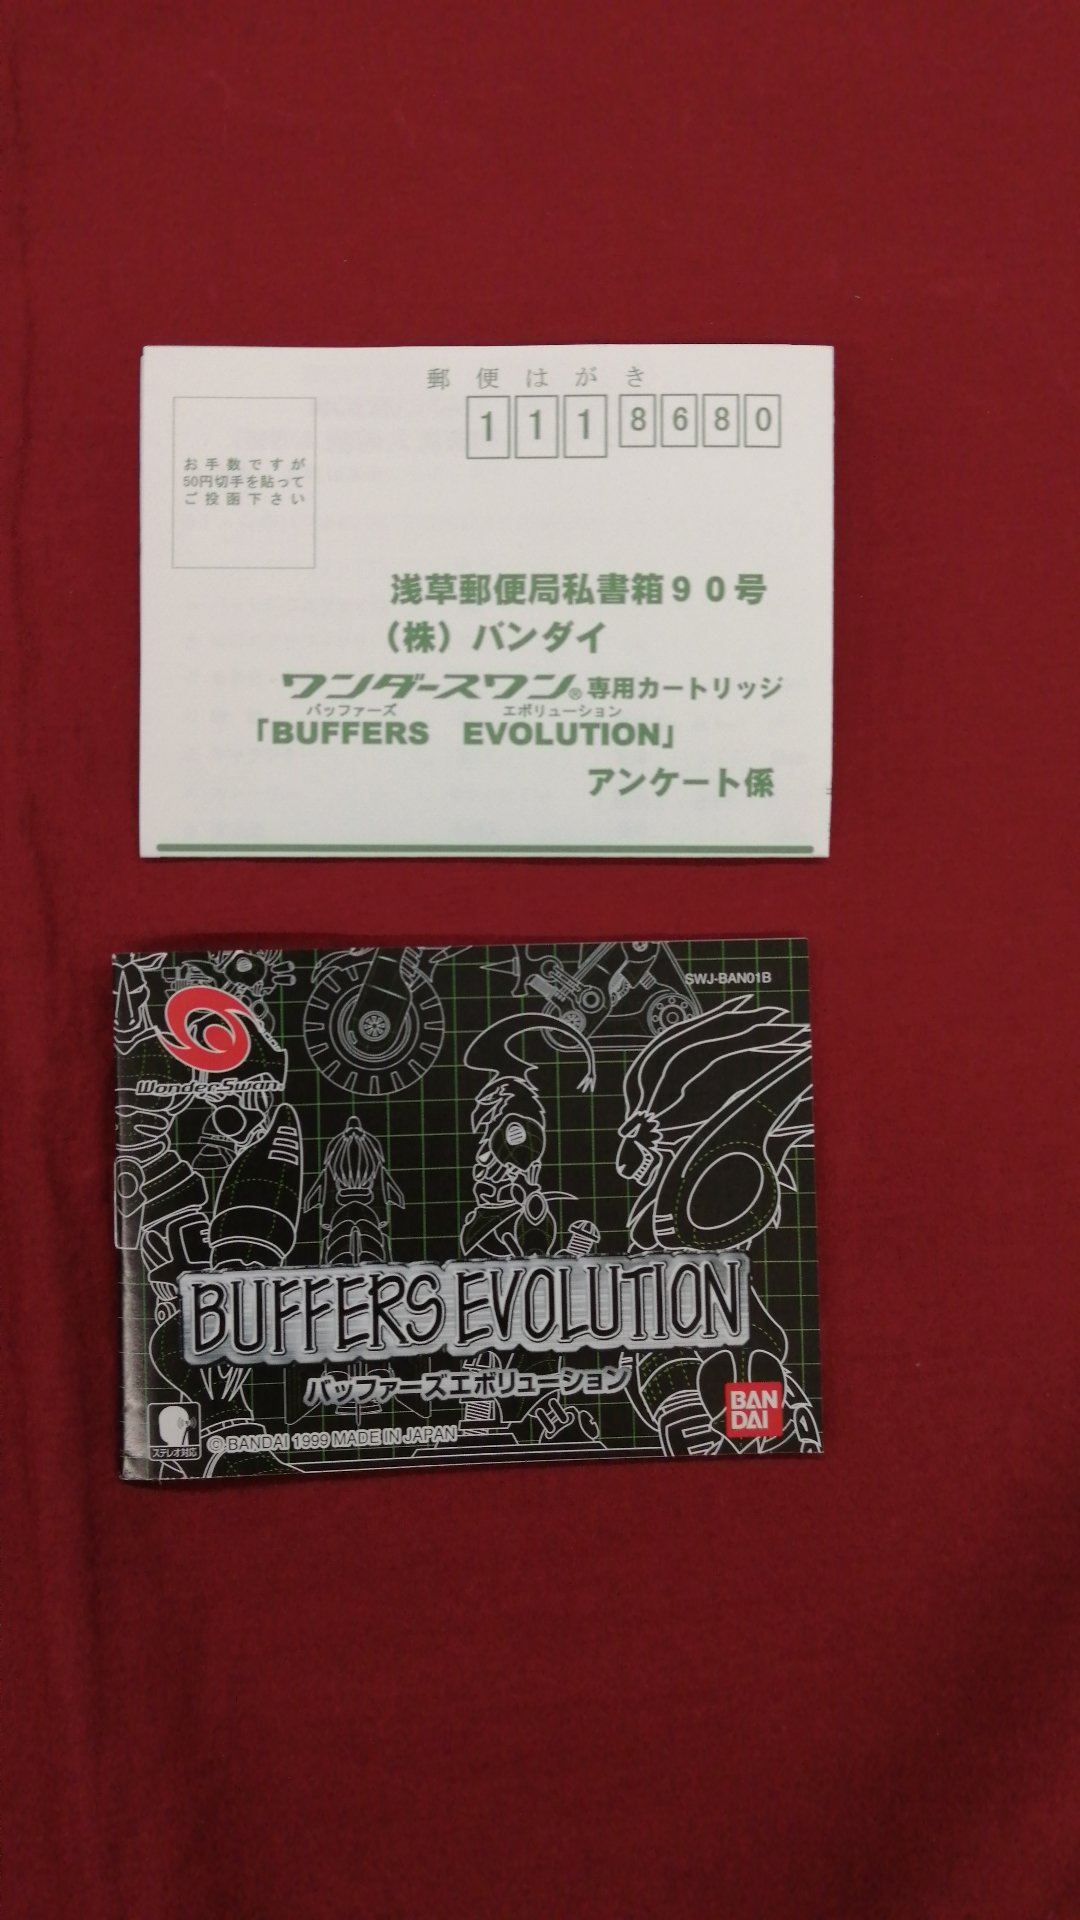 郵便はがき
111 8680
お手数ですが
50円切手を貼って
ご投函下さい
浅草郵便局私書箱90号
(株)バンダイ
ワンダースワン®専用カートリッジ
バッファーズ エボリューション
「BUFFERS EVOLUTION」
アンケート係
SWJ-BAN01B
WonderSwan
BUFFERS EVOLUTION
バッファーズエボリューション
BAN
DAI
ステレオ対応
© BANDAI 1999 MADE IN JAPAN